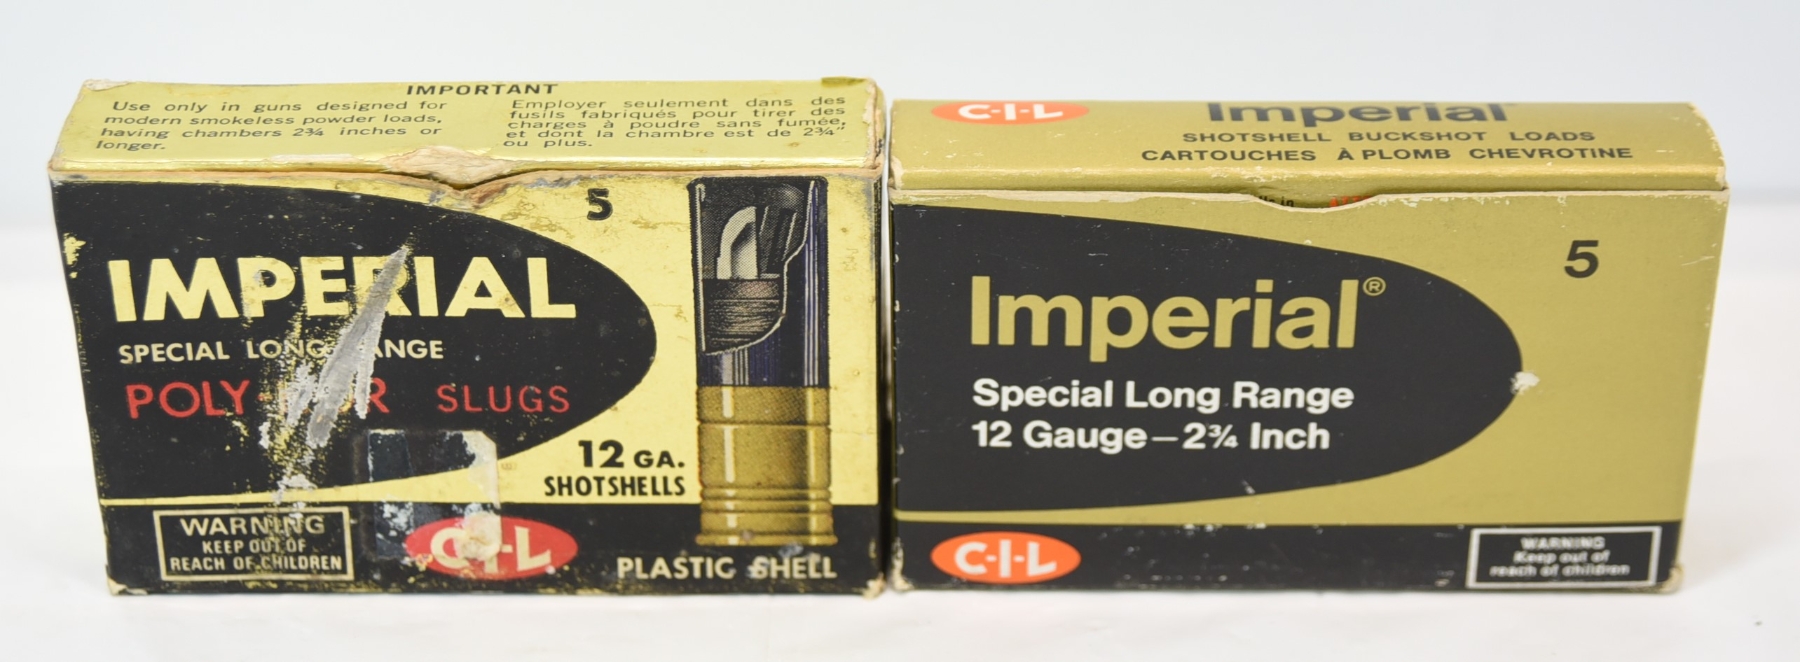 IMPORTANT
Use only in guns designed for
modern smokeless powder loads,
having chambers 2¾ inches or
longer.
Employer seulement dans des
fusils fabriqués pour tirer des
charges à poudre sans fumée,
et dont la chambre est de 2¾"
ou plus.
5
IMPERIAL
SPECIAL LONG RANGE
POLY- SLUGS
12 GA.
SHOTSHELLS
WARNING
KEEP OUT OF
REACH OF CHILDREN
C-I-L
PLASTIC SHELL
C-I-L
Imperial
SHOTSHELL BUCKSHOT LOADS
CARTOUCHES À PLOMB CHEVROTINE
5
Imperial®
Special Long Range
12 Gauge—2¾ Inch
C-I-L
WARNING
Keep out of
reach of children